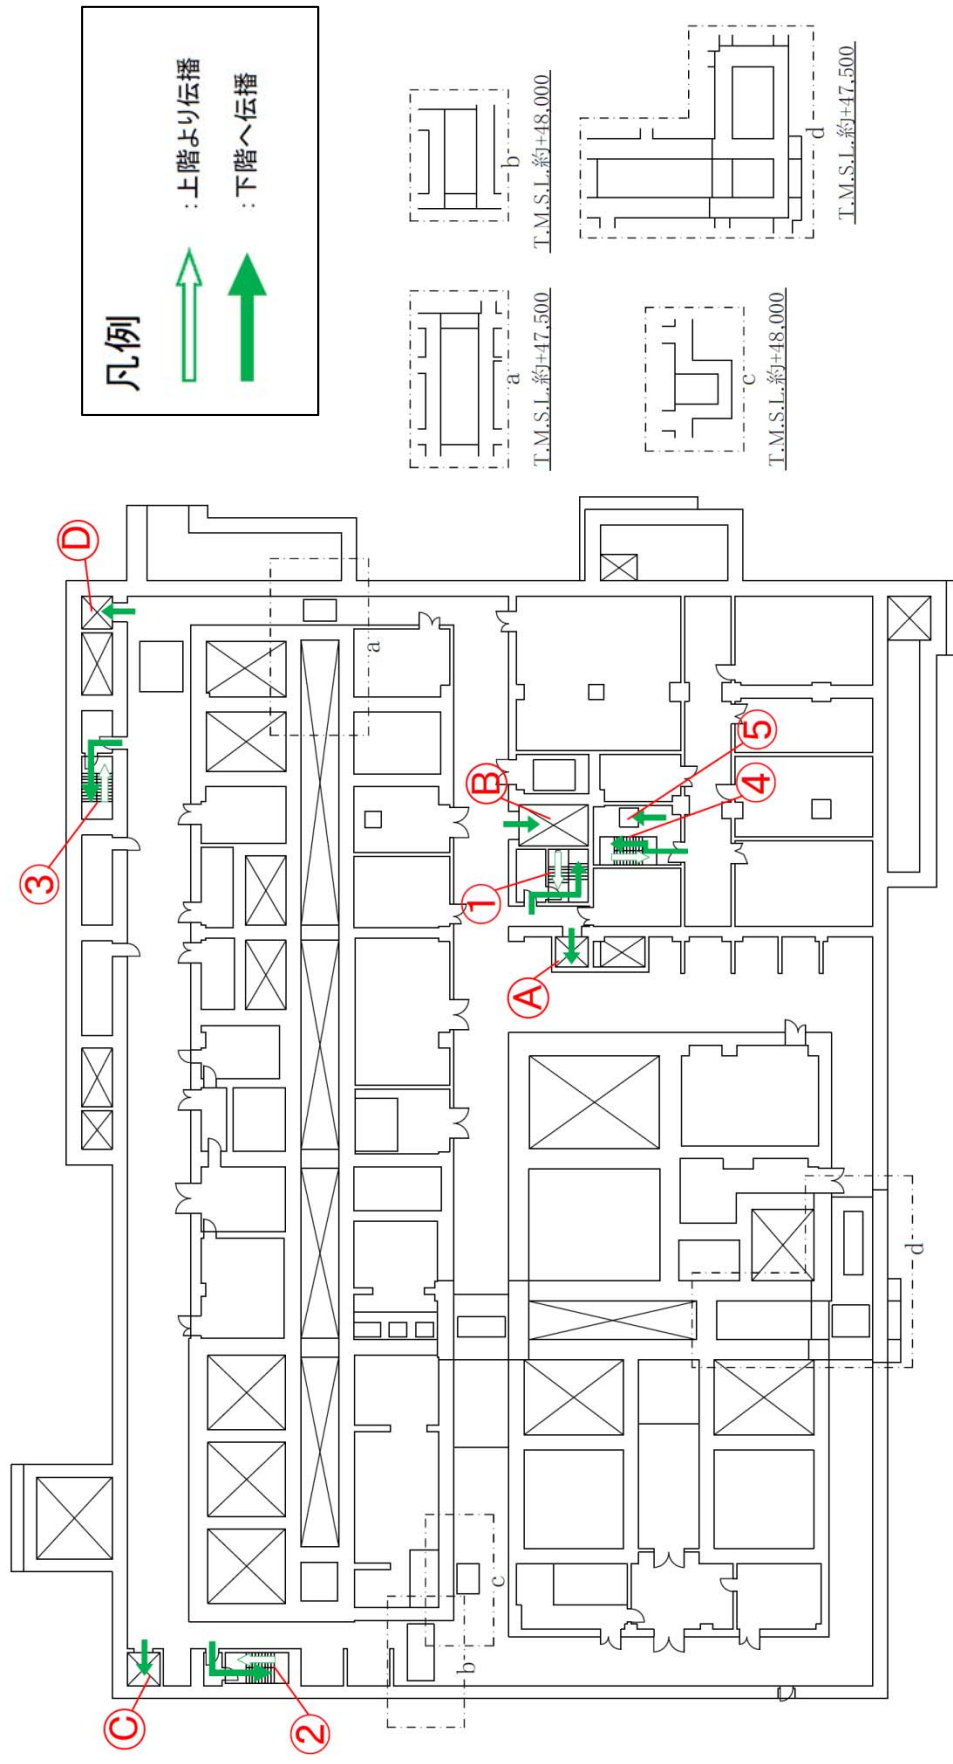 凡例
：上階より伝播
：下階へ伝播
a
T.M.S.L.約+47,500
b
T.M.S.L.約+48,000
c
T.M.S.L.約+48,000
d
T.M.S.L.約+47,500
Ⓓ
③
a
Ⓑ
⑤
④
①
Ⓐ
Ⓒ
②
b
c
d